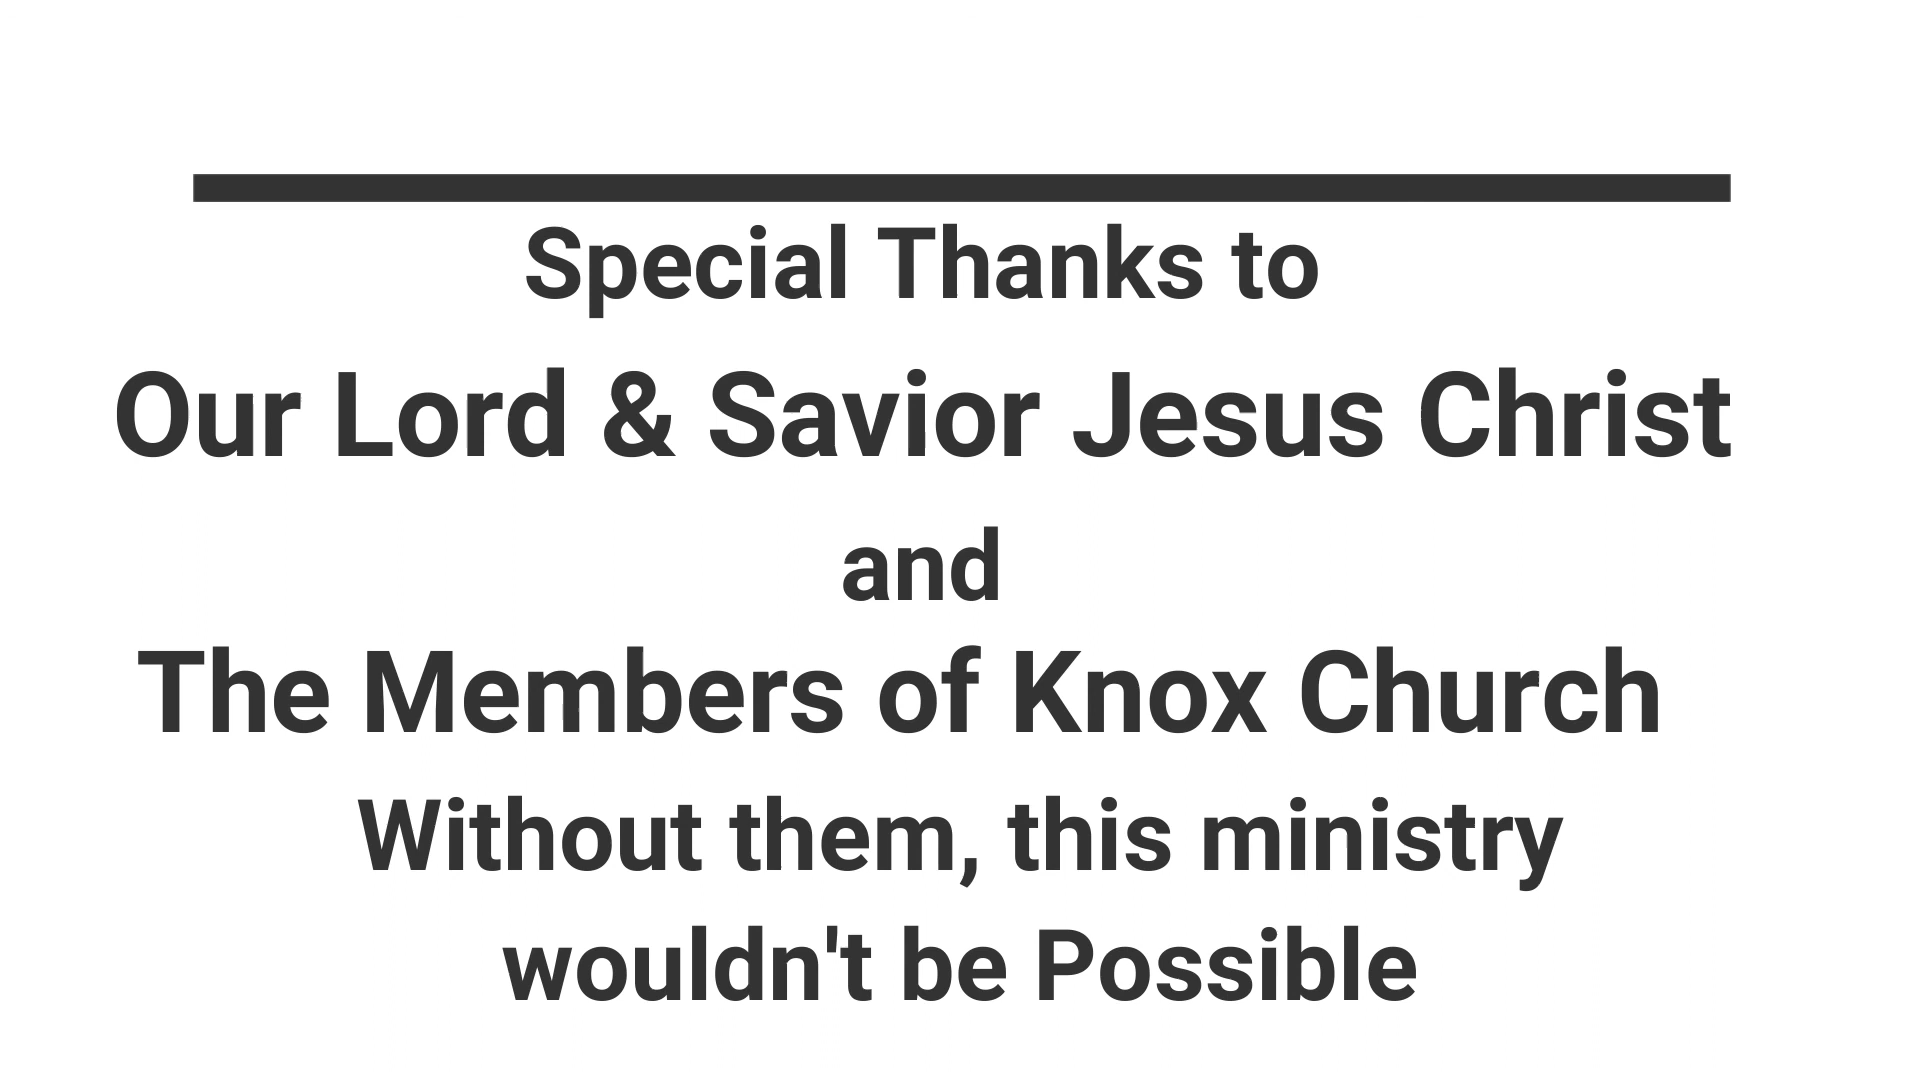 Special Thanks to
Our Lord & Savior Jesus Christ
and
The Members of Knox Church
Without them, this ministry
wouldn't be Possible